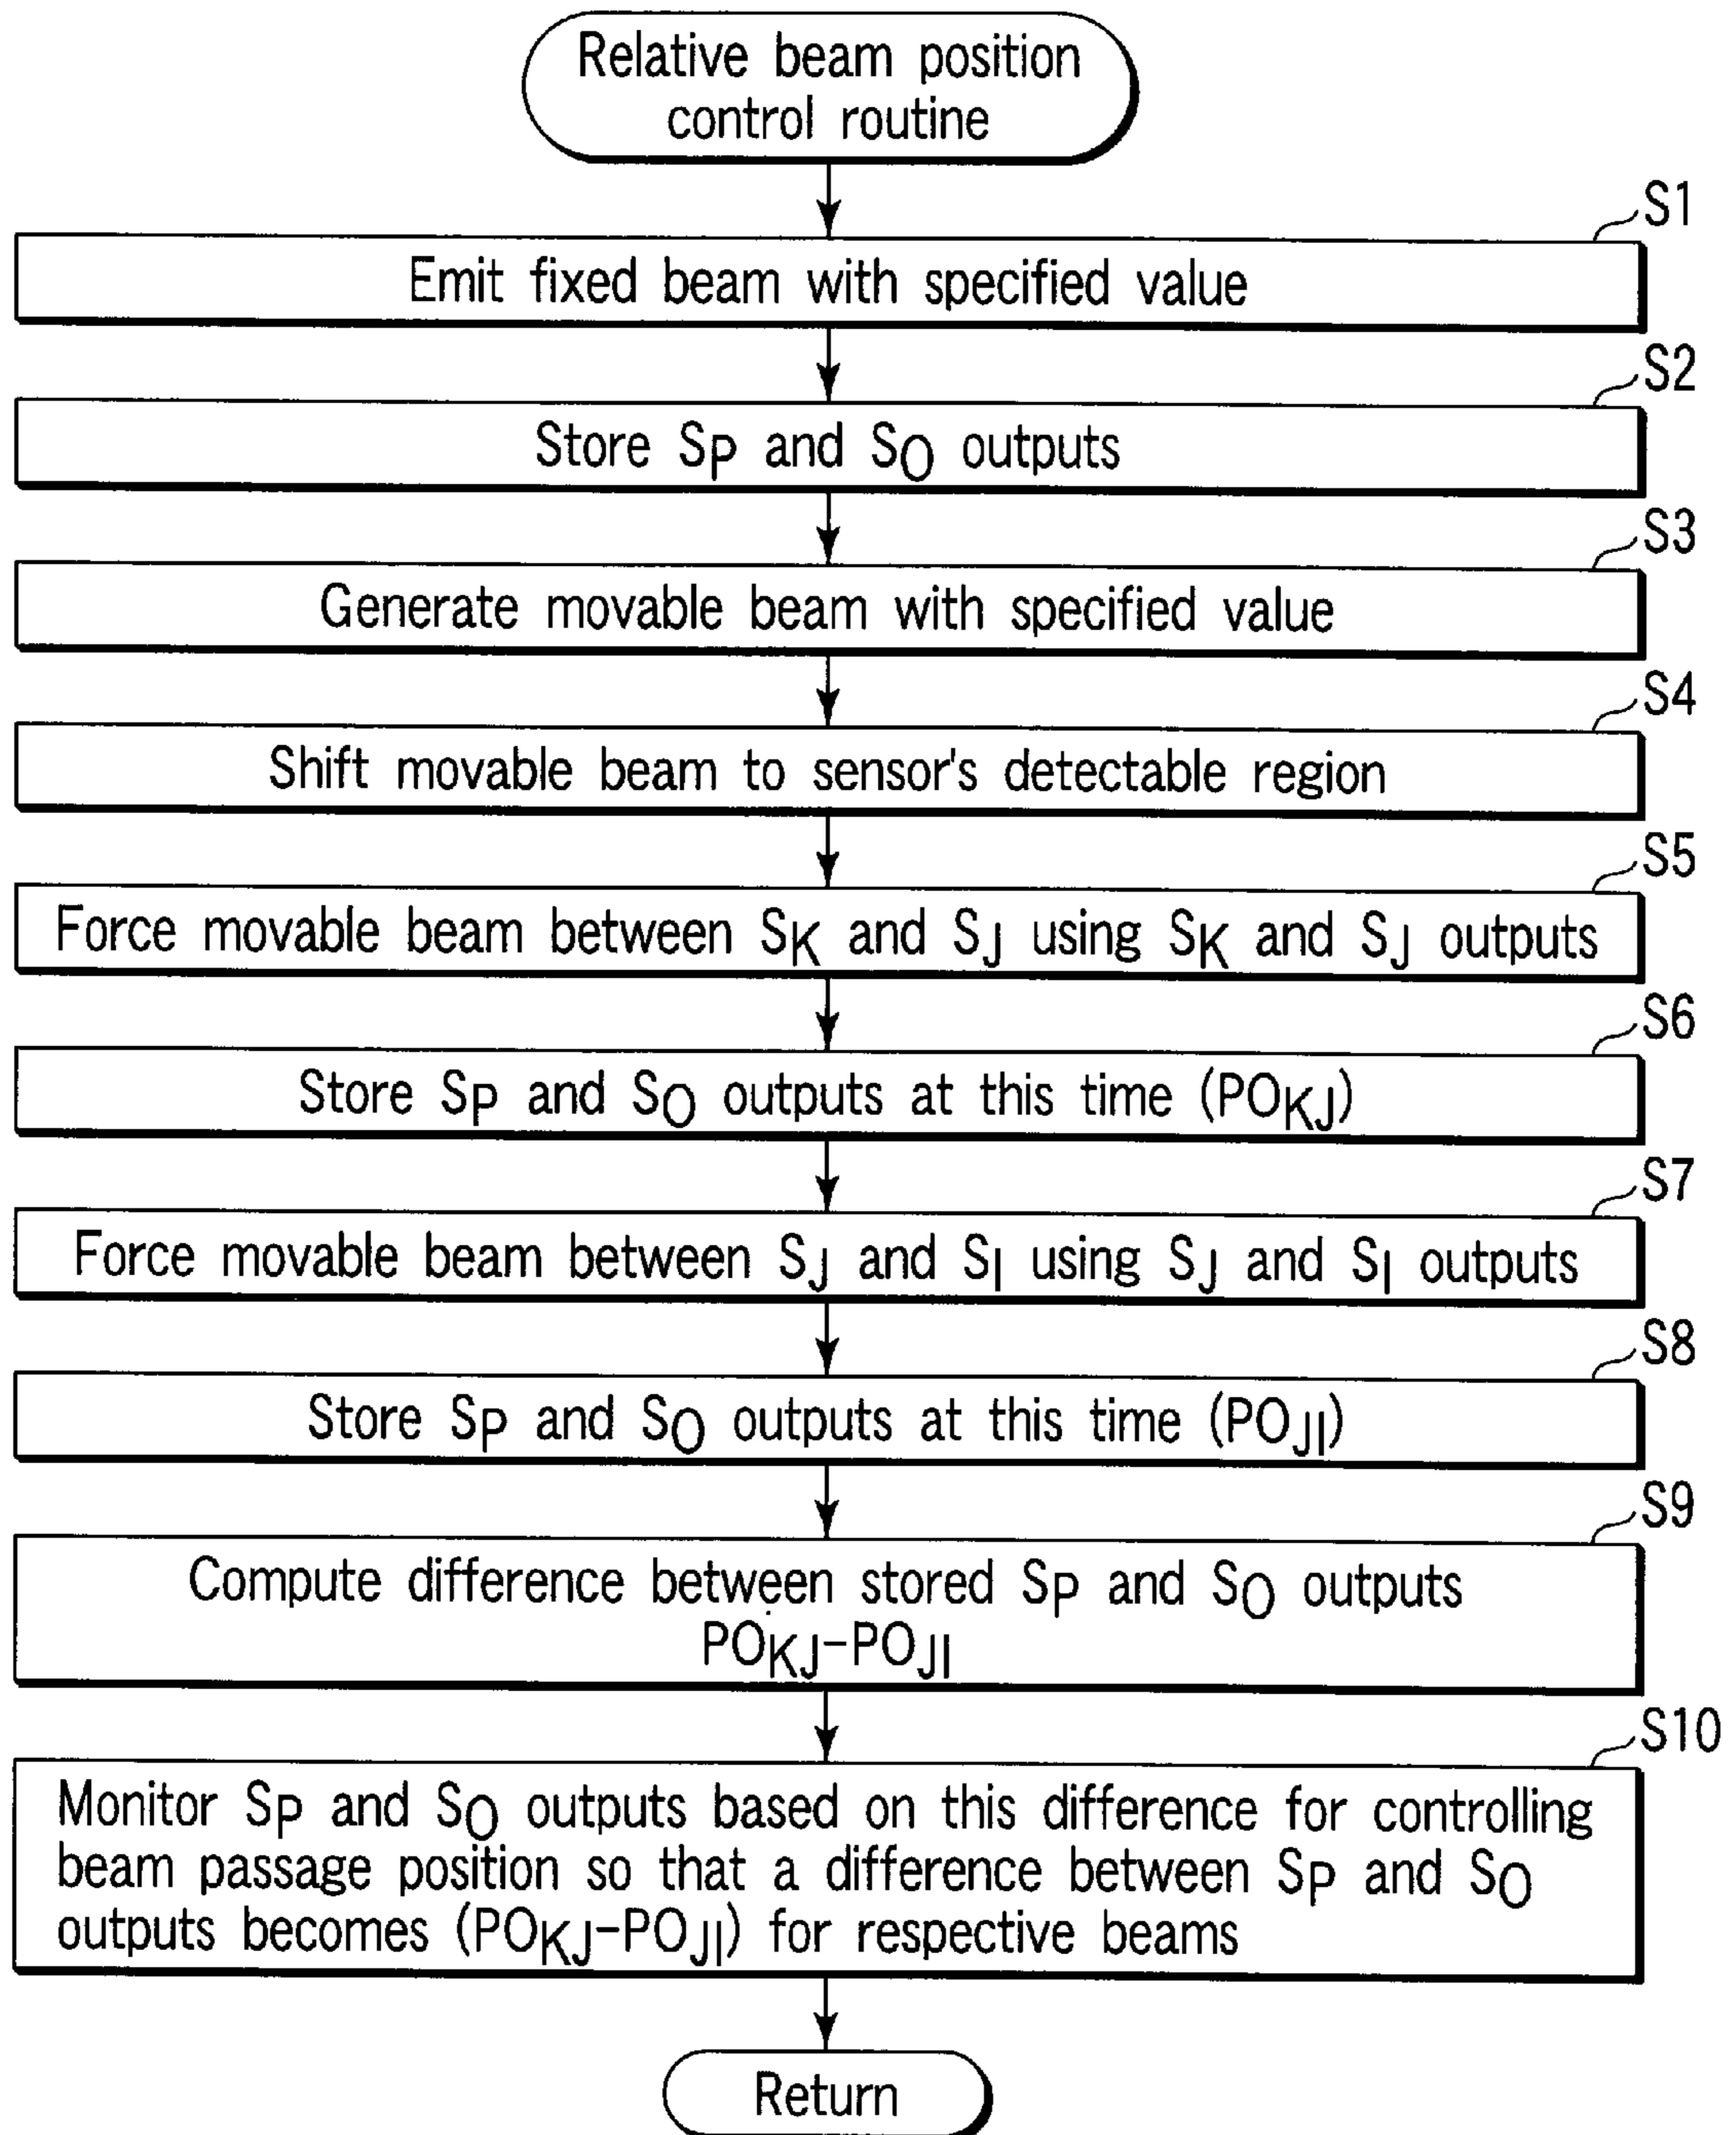 Relative beam position
control routine
S1
Emit fixed beam with specified value
S2
Store SP and SO outputs
S3
Generate movable beam with specified value
S4
Shift movable beam to sensor's detectable region
S5
Force movable beam between SK and SJ using SK and SJ outputs
S6
Store SP and SO outputs at this time (POKJ)
S7
Force movable beam between SJ and SI using SJ and SI outputs
S8
Store SP and SO outputs at this time (POJI)
S9
Compute difference between stored SP and SO outputs
POKJ-POJI
S10
Monitor SP and SO outputs based on this difference for controlling
beam passage position so that a difference between SP and SO
outputs becomes (POKJ-POJI) for respective beams
Return